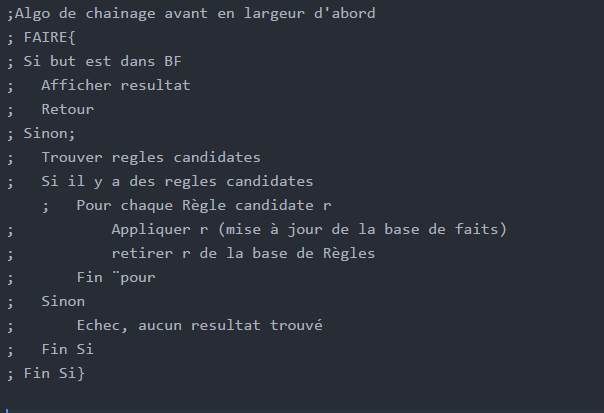 ;Algo de chainage avant en largeur d'abord
; FAIRE{
; Si but est dans BF
;   Afficher resultat
;   Retour
; Sinon;
;   Trouver regles candidates
;   Si il y a des regles candidates
    ;   Pour chaque Règle candidate r
;           Appliquer r (mise à jour de la base de faits)
;           retirer r de la base de Règles
;       Fin ¨pour
;   Sinon
;       Echec, aucun resultat trouvé
;   Fin Si
; Fin Si}